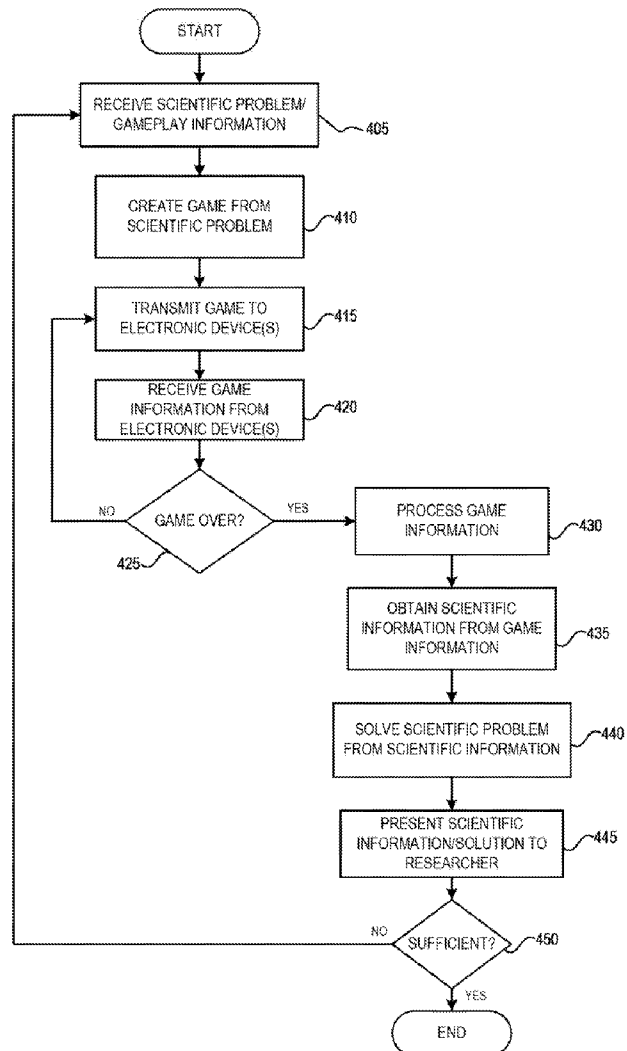 START
RECEIVE SCIENTIFIC PROBLEM/
GAMEPLAY INFORMATION
405
CREATE GAME FROM
SCIENTIFIC PROBLEM
410
TRANSMIT GAME TO
ELECTRONIC DEVICE(S)
415
RECEIVE GAME
INFORMATION FROM
ELECTRONIC DEVICE(S)
420
NO
GAME OVER?
YES
425
PROCESS GAME
INFORMATION
430
OBTAIN SCIENTIFIC
INFORMATION FROM GAME
INFORMATION
435
SOLVE SCIENTIFIC PROBLEM
FROM SCIENTIFIC INFORMATION
440
PRESENT SCIENTIFIC
INFORMATION/SOLUTION TO
RESEARCHER
445
NO
SUFFICIENT?
450
YES
END